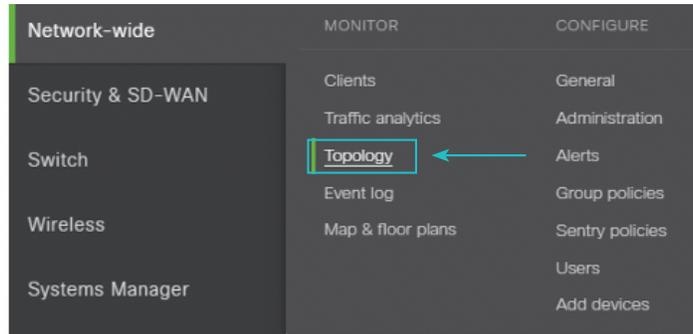 Network-wide
Security & SD-WAN
Switch
Wireless
Systems Manager
MONITOR
Clients
Traffic analytics
Topology
Event log
Map & floor plans
CONFIGURE
General
Administration
Alerts
Group policies
Sentry policies
Users
Add devices